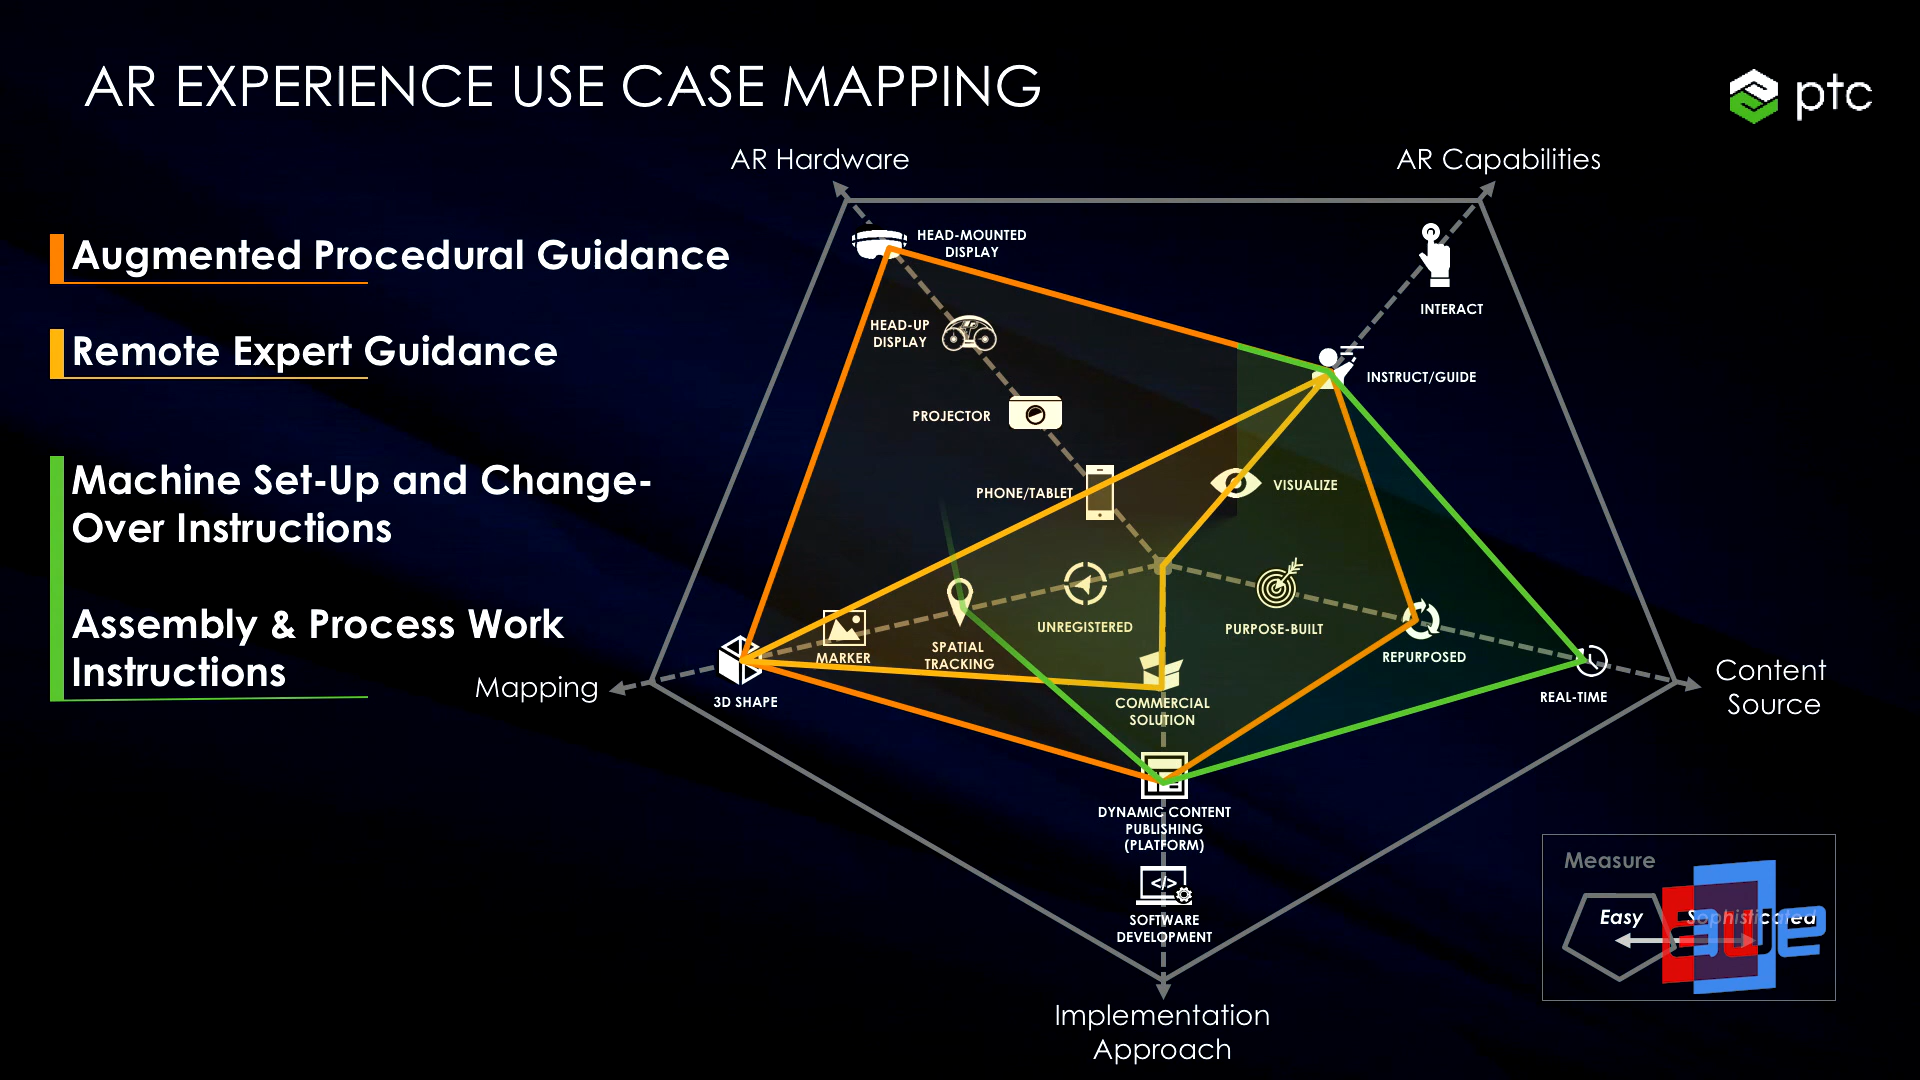 AR EXPERIENCE USE CASE MAPPING
ptc
AR Hardware
AR Capabilities
Augmented Procedural Guidance
Remote Expert Guidance
Machine Set-Up and Change-
Over Instructions
Assembly & Process Work
Instructions
HEAD-MOUNTED
DISPLAY
HEAD-UP
DISPLAY
PROJECTOR
PHONE/TABLET
INTERACT
INSTRUCT/GUIDE
VISUALIZE
Mapping
3D SHAPE
MARKER
SPATIAL
TRACKING
UNREGISTERED
PURPOSE-BUILT
REPURPOSED
REAL-TIME
Content
Source
COMMERCIAL
SOLUTION
DYNAMIC CONTENT
PUBLISHING
(PLATFORM)
</>
SOFTWARE
DEVELOPMENT
Implementation
Approach
Measure
Easy
Sophisticated